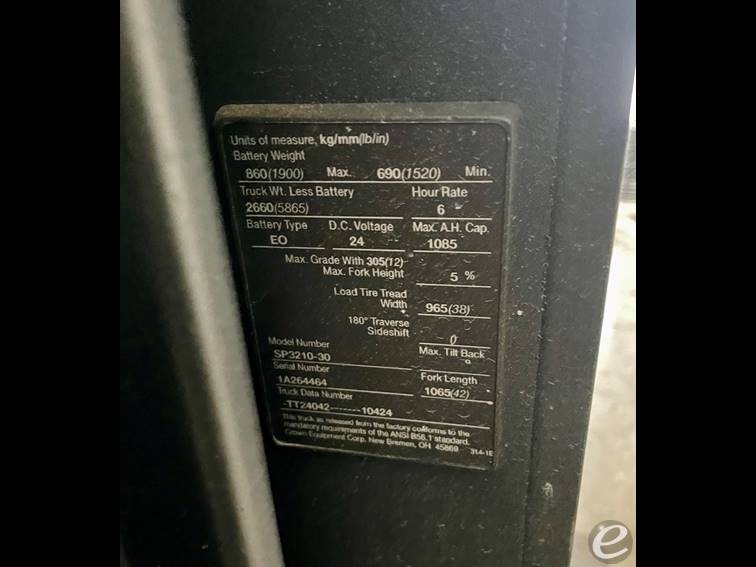 Units of measure, kg/mm(lb/in)
Battery Weight
860(1900) Max. 690(1520) Min.
Truck Wt. Less Battery Hour Rate
2660(5865) 6
Battery Type D.C. Voltage Max. A.H. Cap.
EO 24 1085
Max. Grade With 305(12)
Max. Fork Height 5 %
Load Tire Tread
Width 965(38)
180° Traverse
Sideshift 0
Model Number Max. Tilt Back
SP3210-30
Serial Number Fork Length
1A264464 1065(42)
Truck Data Number
-TT24042-------10424
This truck as released from the factory conforms to the
mandatory requirements of the ANSI B56.1 standard.
Crown Equipment Corp. New Bremen, OH 45869 314-1E
e